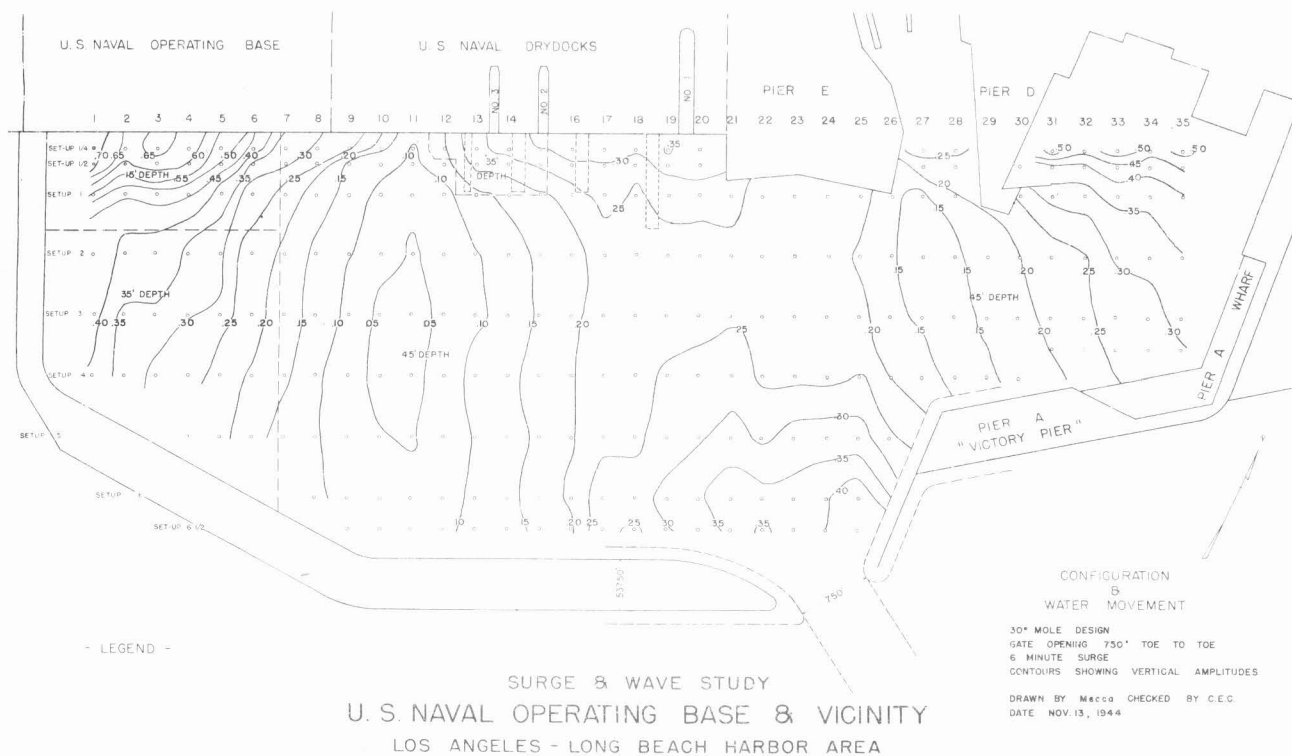 U. S. NAVAL OPERATING BASE
U. S. NAVAL DRYDOCKS
NO 3
NO 2
NO 1
PIER E
PIER D
1 2 3 4 5 6 7 8 9 10 11 12 13 14 15 16 17 18 19 20 21 22 23 24 25 26 27 28 29 30 31 32 33 34 35
SET-UP 1/4
.70 .65 .65 .60 .50 .40 .30 .20 .10 35 30 .35 25 50 50 50
SET-UP 1/2
15' DEPTH .55 .45 .35 .25 .15 .10 DEPTH 20 45 40
SETUP 1
25 15 35
SETUP 2
15 15 20 25 .30
35' DEPTH
45' DEPTH
SETUP 3
.40 .35 .30 .25 .20 .15 .10 .05 .05 .10 .15 .20 25 20 15 20 25 30
45' DEPTH
SETUP 4
30
PIER A WHARF
PIER A
"VICTORY PIER"
SETUP 5
35
40
SETUP
SET-UP 6 1/2
10 .15 .20 25 25 30 35 35
53750'
750'
CONFIGURATION
&
WATER MOVEMENT
30° MOLE DESIGN
GATE OPENING 750' TOE TO TOE
6 MINUTE SURGE
CONTOURS SHOWING VERTICAL AMPLITUDES
DRAWN BY Mecca CHECKED BY C.E.C.
DATE NOV. 13, 1944
- LEGEND -
SURGE & WAVE STUDY
U. S. NAVAL OPERATING BASE & VICINITY
LOS ANGELES - LONG BEACH HARBOR AREA